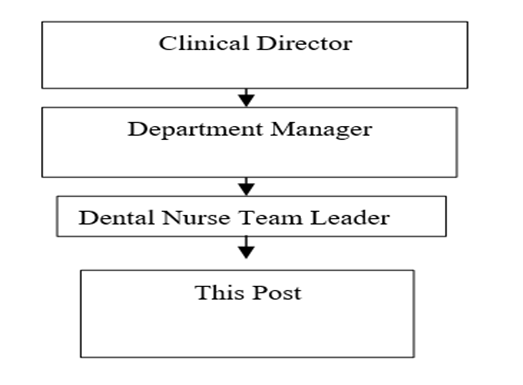 Clinical Director
Department Manager
Dental Nurse Team Leader
This Post